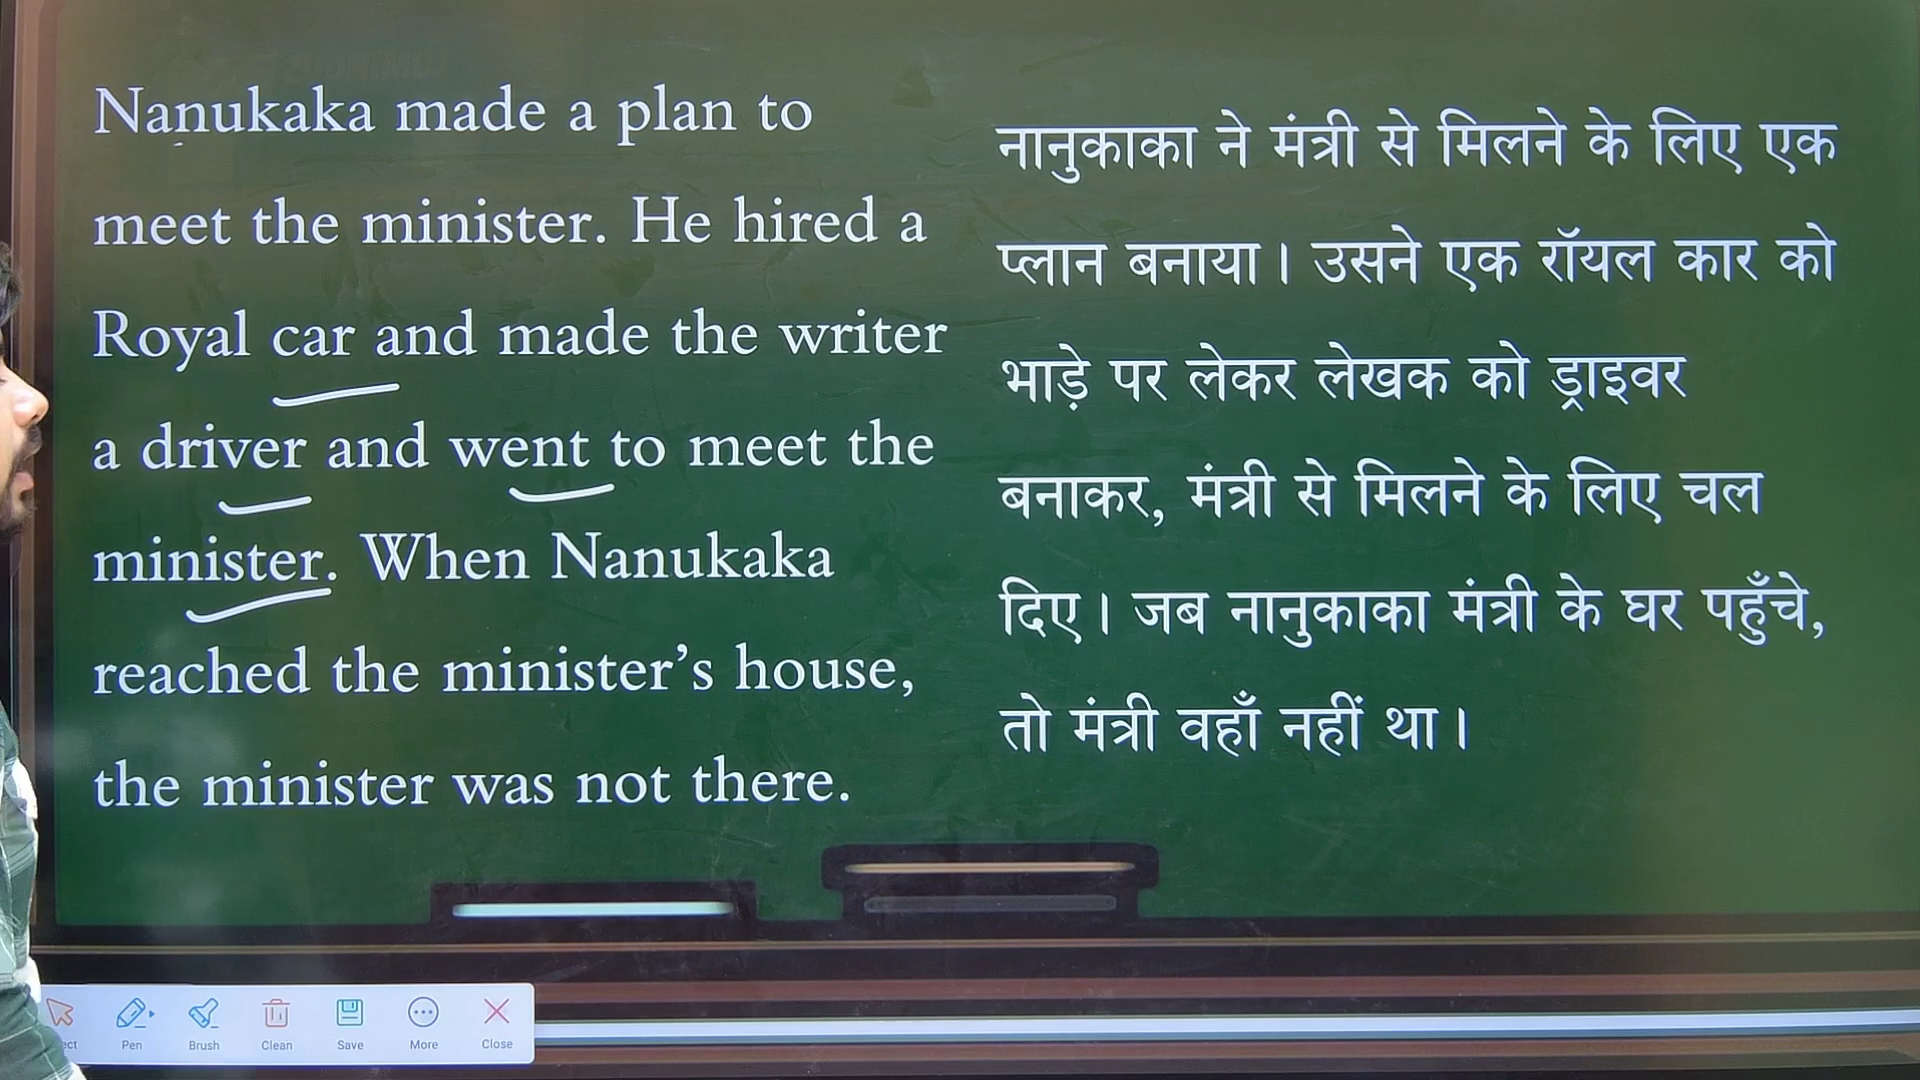 Nanukaka made a plan to
meet the minister. He hired a
Royal car and made the writer
a driver and went to meet the
minister. When Nanukaka
reached the minister’s house,
the minister was not there.
नानुकाका ने मंत्री से मिलने के लिए एक
प्लान बनाया। उसने एक रॉयल कार को
भाड़े पर लेकर लेखक को ड्राइवर
बनाकर, मंत्री से मिलने के लिए चल
दिए। जब नानुकाका मंत्री के घर पहुँचे,
तो मंत्री वहाँ नहीं था।
Pen Brush Clean Save More Close